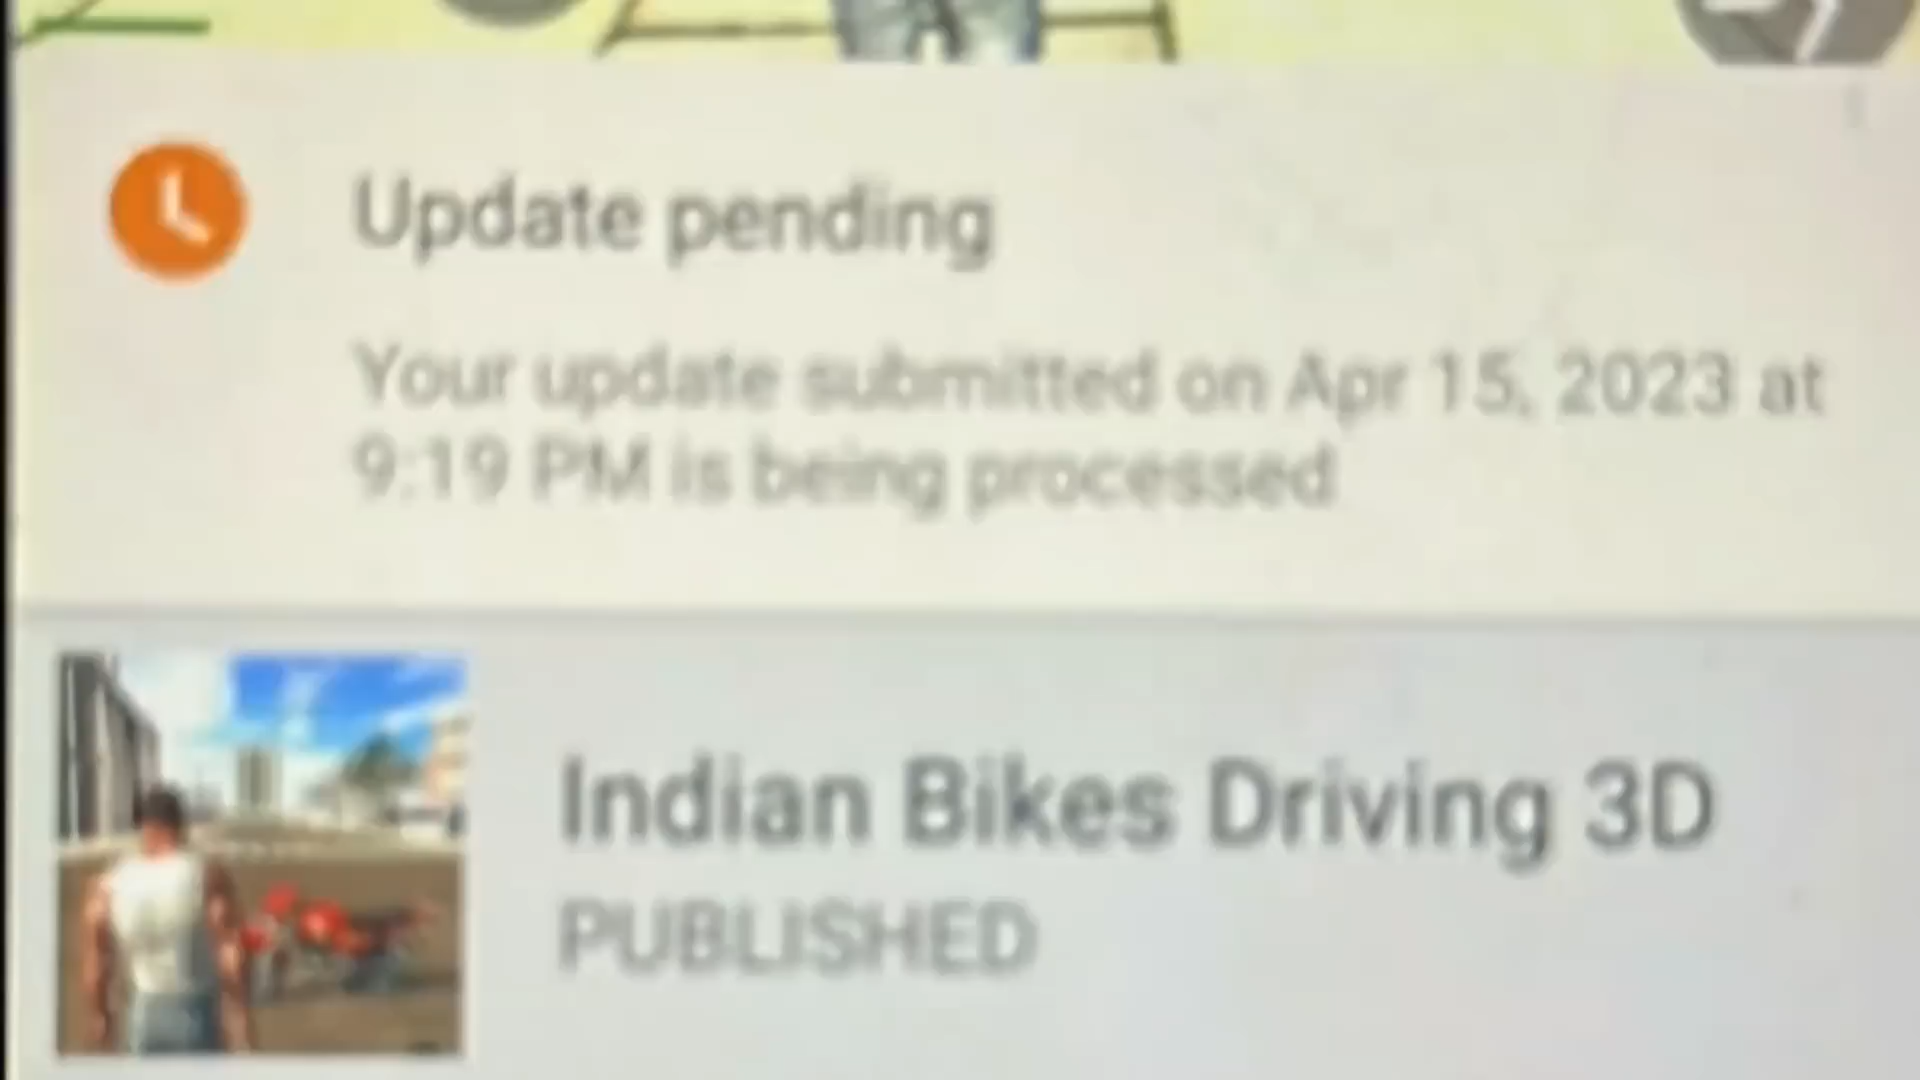 Update pending
Your update submitted on Apr 15, 2023 at
9:19 PM is being processed
Indian Bikes Driving 3D
PUBLISHED